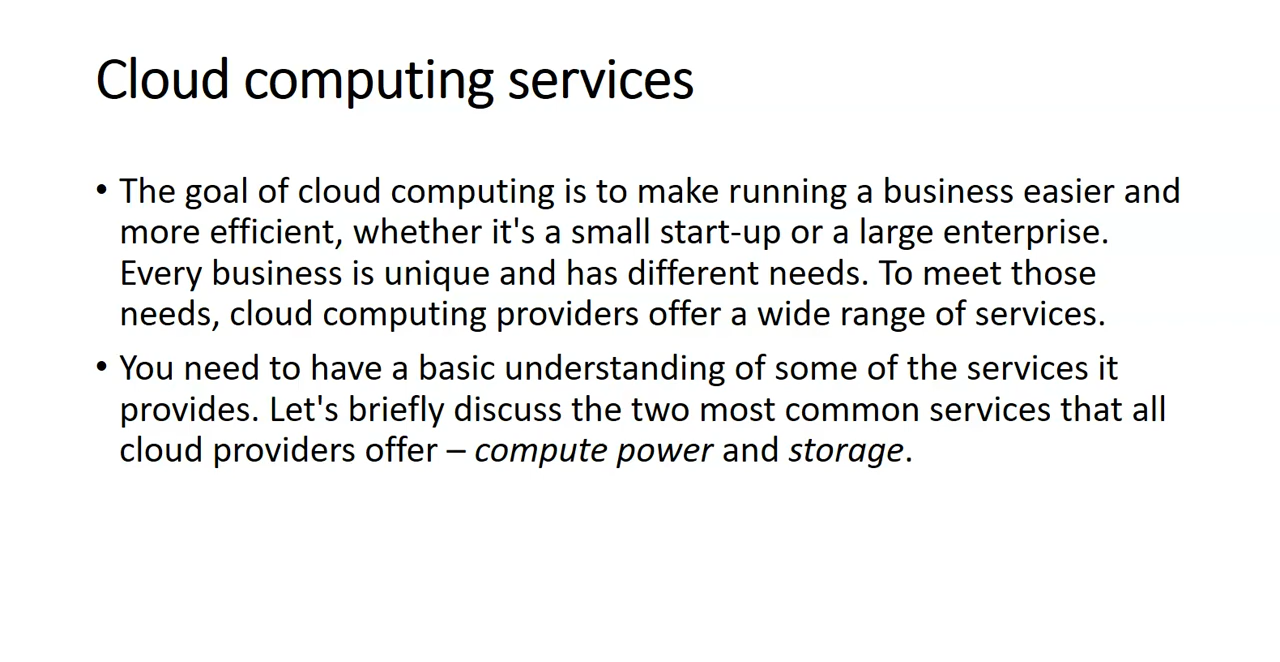 Cloud computing services
• The goal of cloud computing is to make running a business easier and
more efficient, whether it's a small start-up or a large enterprise.
Every business is unique and has different needs. To meet those
needs, cloud computing providers offer a wide range of services.
• You need to have a basic understanding of some of the services it
provides. Let's briefly discuss the two most common services that all
cloud providers offer – compute power and storage.